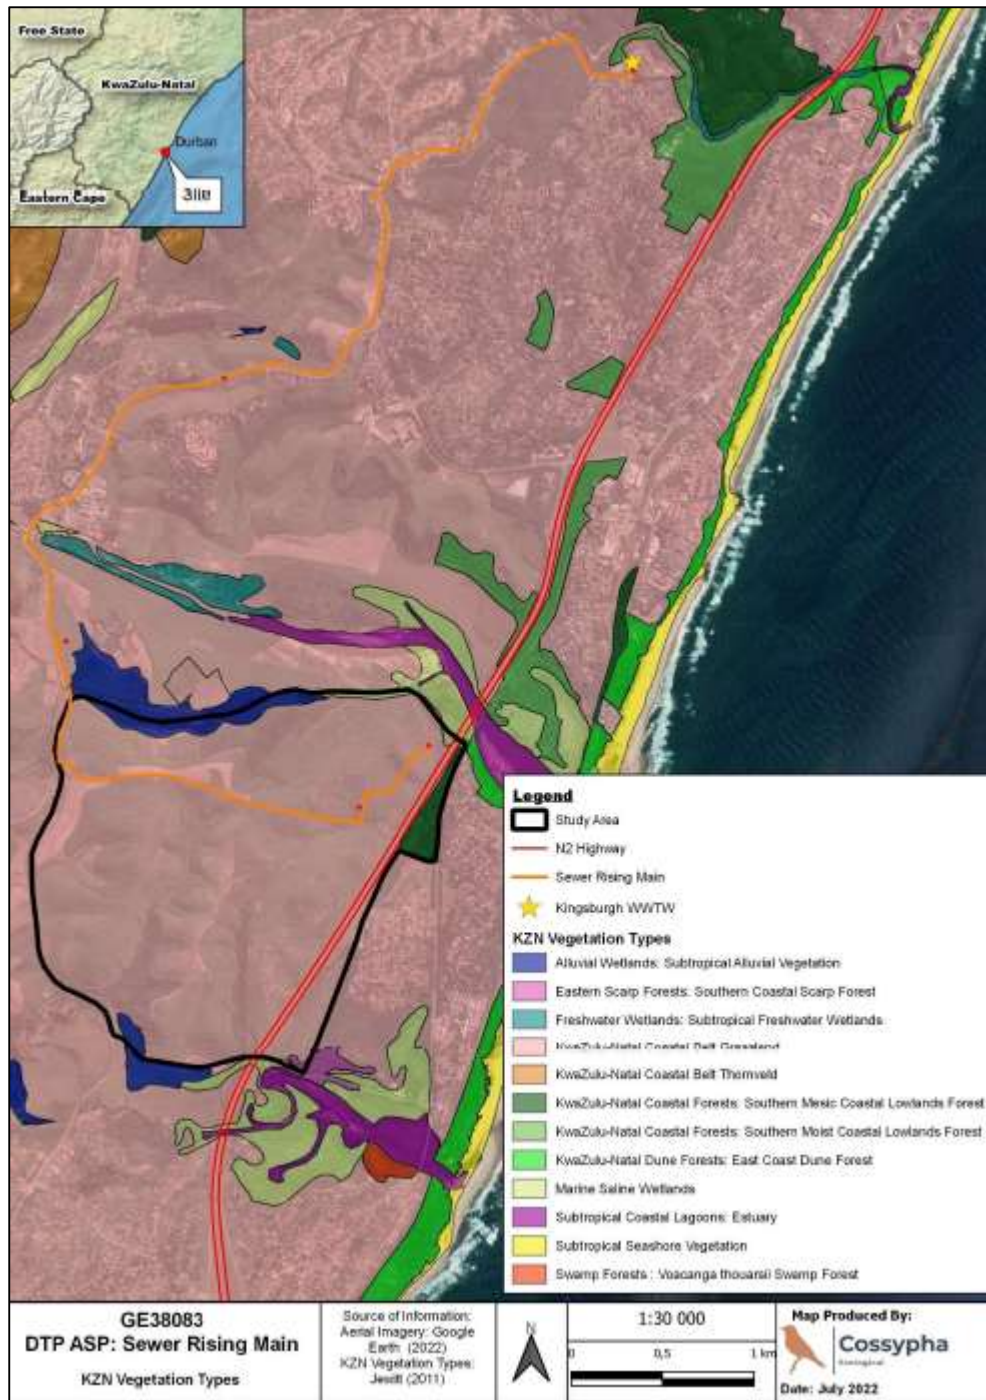 Free State
KwaZulu-Natal
Durban
Site
Eastern Cape
Legend
Study Area
N2 Highway
Sewer Rising Main
Kingsburgh WWTW
KZN Vegetation Types
Alluvial Wetlands: Subtropical Alluvial Vegetation
Eastern Scarp Forests: Southern Coastal Scarp Forest
Freshwater Wetlands: Subtropical Freshwater Wetlands
KwaZulu-Natal Coastal Belt Grassland
KwaZulu-Natal Coastal Belt Thornveld
KwaZulu-Natal Coastal Forests: Southern Mesic Coastal Lowlands Forest
KwaZulu-Natal Coastal Forests: Southern Moist Coastal Lowlands Forest
KwaZulu-Natal Dune Forests: East Coast Dune Forest
Marine Saline Wetlands
Subtropical Coastal Lagoons: Estuary
Subtropical Seashore Vegetation
Swamp Forests : Voacanga thouarsii Swamp Forest
GE38083
DTP ASP: Sewer Rising Main
KZN Vegetation Types
Source of Information:
Aerial Imagery: Google
Earth (2022)
KZN Vegetation Types:
Jewitt (2011)
N
1:30 000
0 0,5 1 km
Map Produced By:
Cossypha
Ecological
Date: July 2022